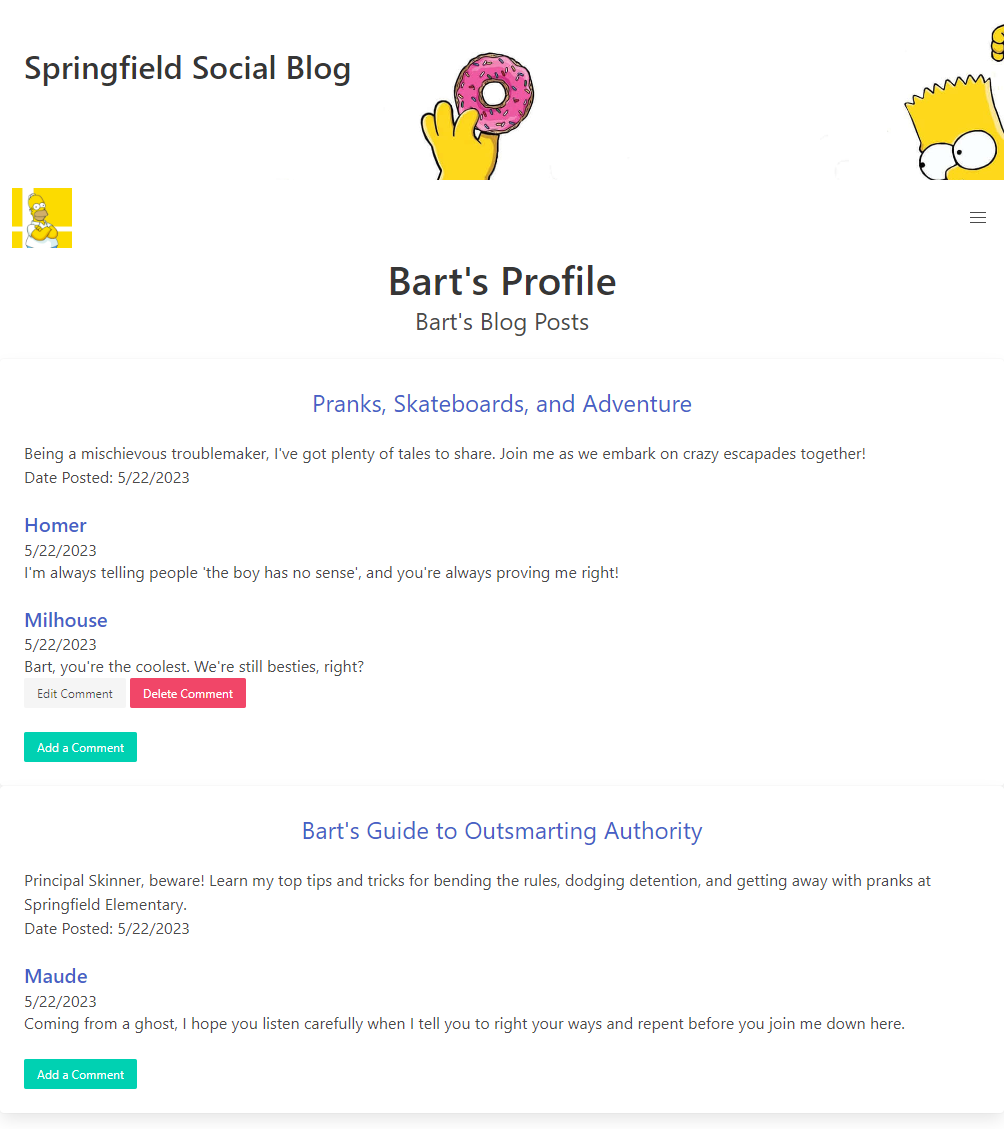 Springfield Social Blog
Bart's Profile
Bart's Blog Posts
Pranks, Skateboards, and Adventure
Being a mischievous troublemaker, I've got plenty of tales to share. Join me as we embark on crazy escapades together!
Date Posted: 5/22/2023
Homer
5/22/2023
I'm always telling people 'the boy has no sense', and you're always proving me right!
Milhouse
5/22/2023
Bart, you're the coolest. We're still besties, right?
Edit Comment Delete Comment
Add a Comment
Bart's Guide to Outsmarting Authority
Principal Skinner, beware! Learn my top tips and tricks for bending the rules, dodging detention, and getting away with pranks at
Springfield Elementary.
Date Posted: 5/22/2023
Maude
5/22/2023
Coming from a ghost, I hope you listen carefully when I tell you to right your ways and repent before you join me down here.
Add a Comment